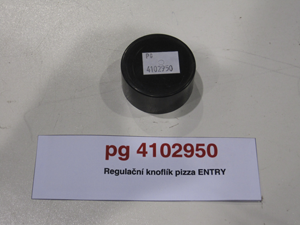 PG
4102950
pg 4102950
Regulační knoflík pizza ENTRY